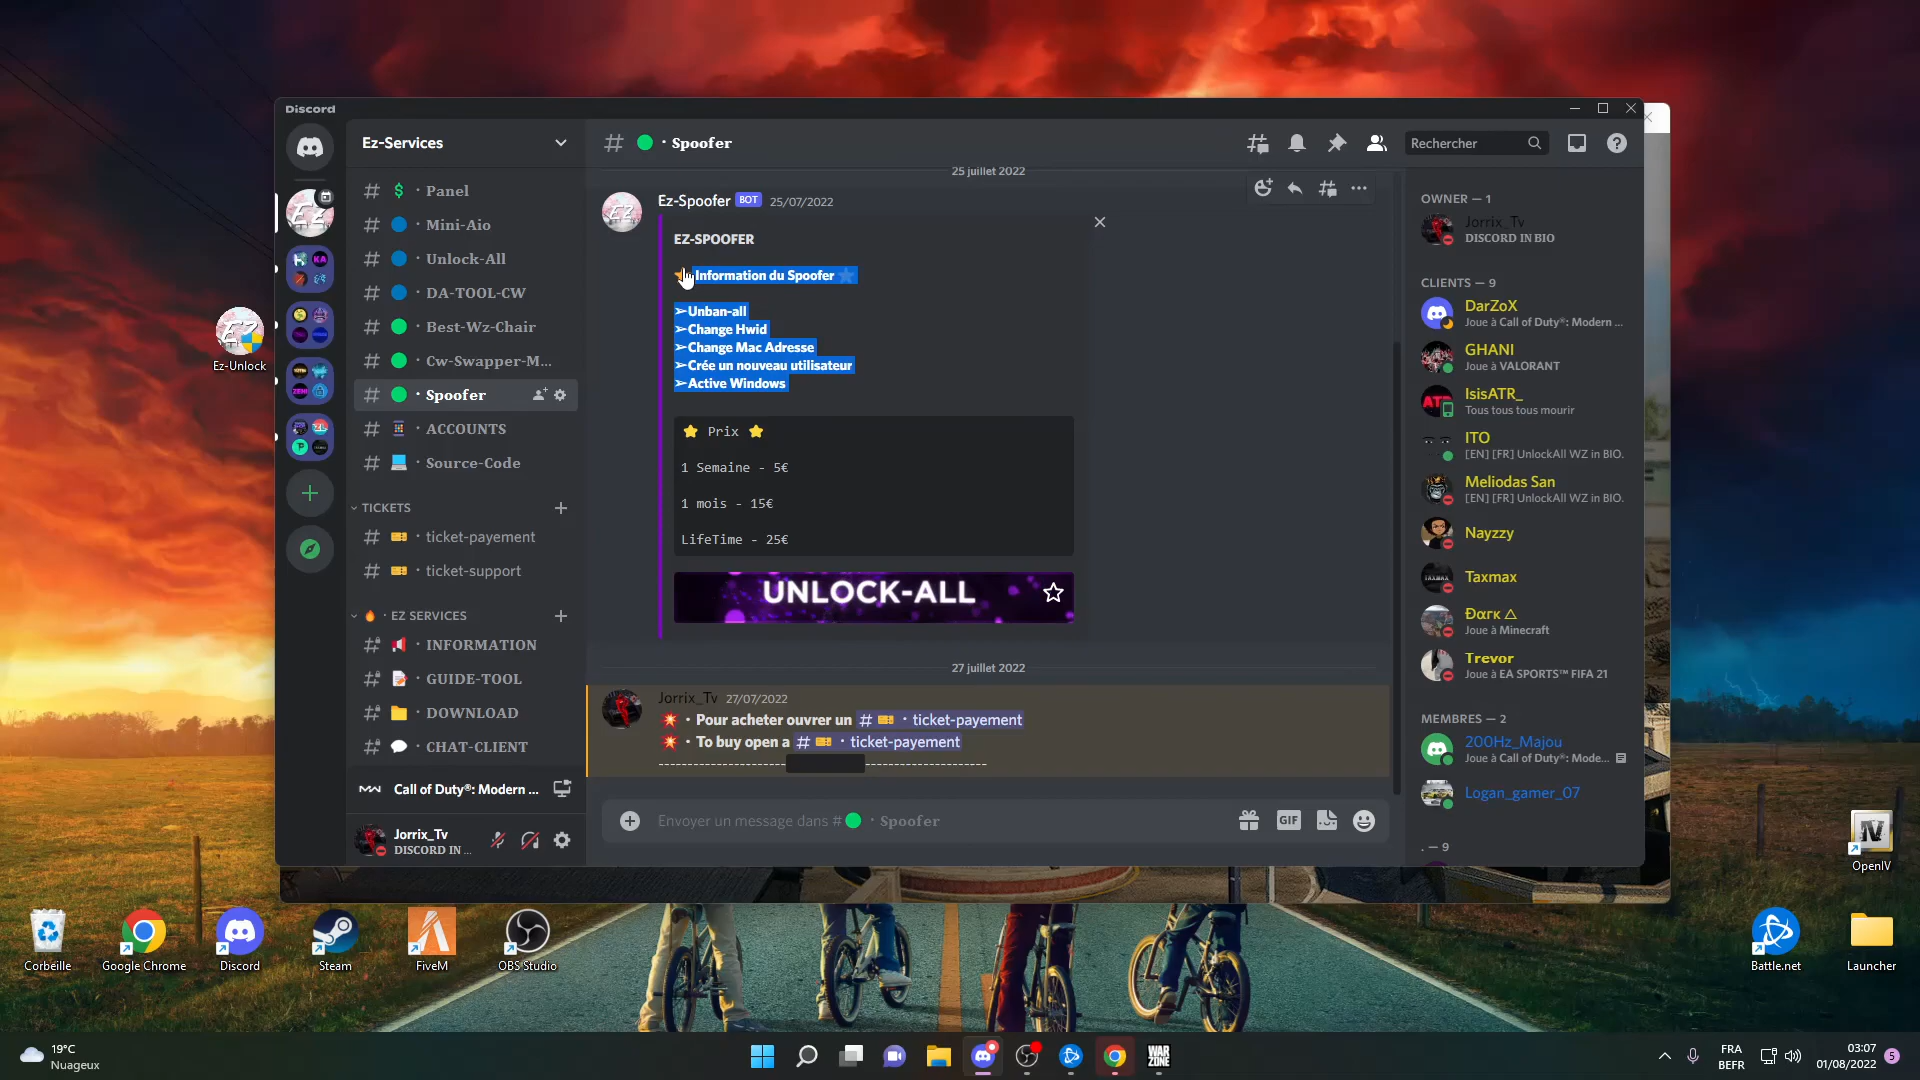 Discord
Ez-Services
· Panel
· Mini-Aio
· Unlock-All
· DA-TOOL-CW
· Best-Wz-Chair
· Cw-Swapper-M...
· Spoofer
· ACCOUNTS
· Source-Code
TICKETS
· ticket-payement
· ticket-support
· EZ SERVICES
· INFORMATION
· GUIDE-TOOL
· DOWNLOAD
· CHAT-CLIENT
Call of Duty®: Modern ...
Jorrix_Tv
DISCORD IN ...
· Spoofer
Rechercher
25 juillet 2022
Ez-Spoofer BOT 25/07/2022
EZ-SPOOFER
Information du Spoofer
➢Unban-all
➢Change Hwid
➢Change Mac Adresse
➢Crée un nouveau utilisateur
➢Active Windows
⭐ Prix ⭐
1 Semaine - 5€
1 mois - 15€
LifeTime - 25€
UNLOCK-ALL
27 juillet 2022
Jorrix_Tv 27/07/2022
💥 · Pour acheter ouvrer un # 🎫 · ticket-payement
💥 · To buy open a # 🎫 · ticket-payement
Envoyer un message dans # · Spoofer
GIF
OWNER — 1
Jorrix_Tv
DISCORD IN BIO
CLIENTS — 9
DarZoX
Joue à Call of Duty®: Modern ...
GHANI
Joue à VALORANT
IsisATR_
Tous tous tous mourir
ITO
[EN] [FR] UnlockAll WZ in BIO.
Meliodas San
[EN] [FR] UnlockAll WZ in BIO.
Nayzzy
Taxmax
Ðαгκ △
Joue à Minecraft
Trevor
Joue à EA SPORTS™ FIFA 21
MEMBRES — 2
200Hz_Majou
Joue à Call of Duty®: Mode...
Logan_gamer_07
. — 9
Ez-Unlock
OpenIV
Corbeille
Google Chrome
Discord
Steam
FiveM
OBS Studio
Battle.net
Launcher
19°C
Nuageux
WAR
ZONE
FRA
BEFR
03:07
01/08/2022
5